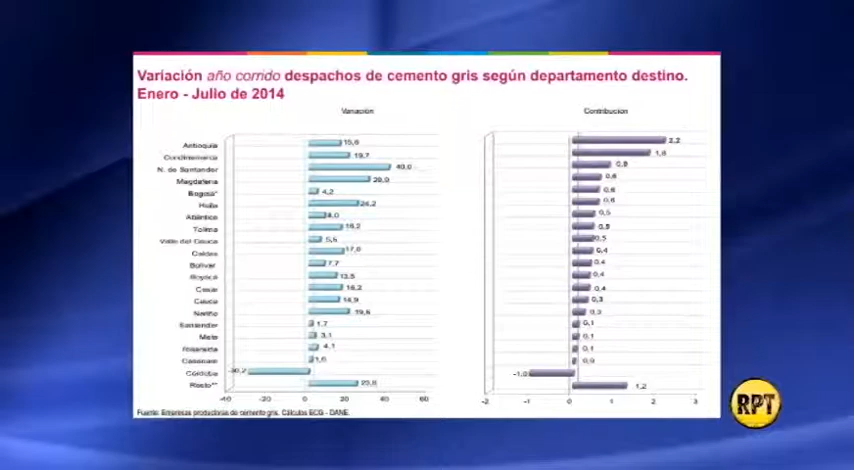 Variación año corrido despachos de cemento gris según departamento destino.
Enero - Julio de 2014
Variación
Contribución
Antioquia 15,6 2,2
Cundinamarca 19,7 1,8
N. de Santander 40,0 0,9
Magdalena 29,9 0,6
Bogotá* 4,2 0,6
Huila 24,2 0,6
Atlántico 8,0 0,5
Tolima 16,2 0,5
Valle del Cauca 5,5 0,5
Caldas 17,0 0,4
Bolívar 7,7 0,4
Boyacá 13,5 0,4
Cesar 16,2 0,4
Cauca 14,9 0,3
Nariño 19,6 0,3
Santander 1,7 0,1
Meta 3,1 0,1
Risaralda 4,1 0,1
Casanare 1,6 0,0
Córdoba -30,2 -1,0
Resto** 1,2
-40 -20 0 20 40 60
-2 -1 0 1 2 3
Fuente: Empresas productoras de cemento gris. Cálculos ECG - DANE.
RPT